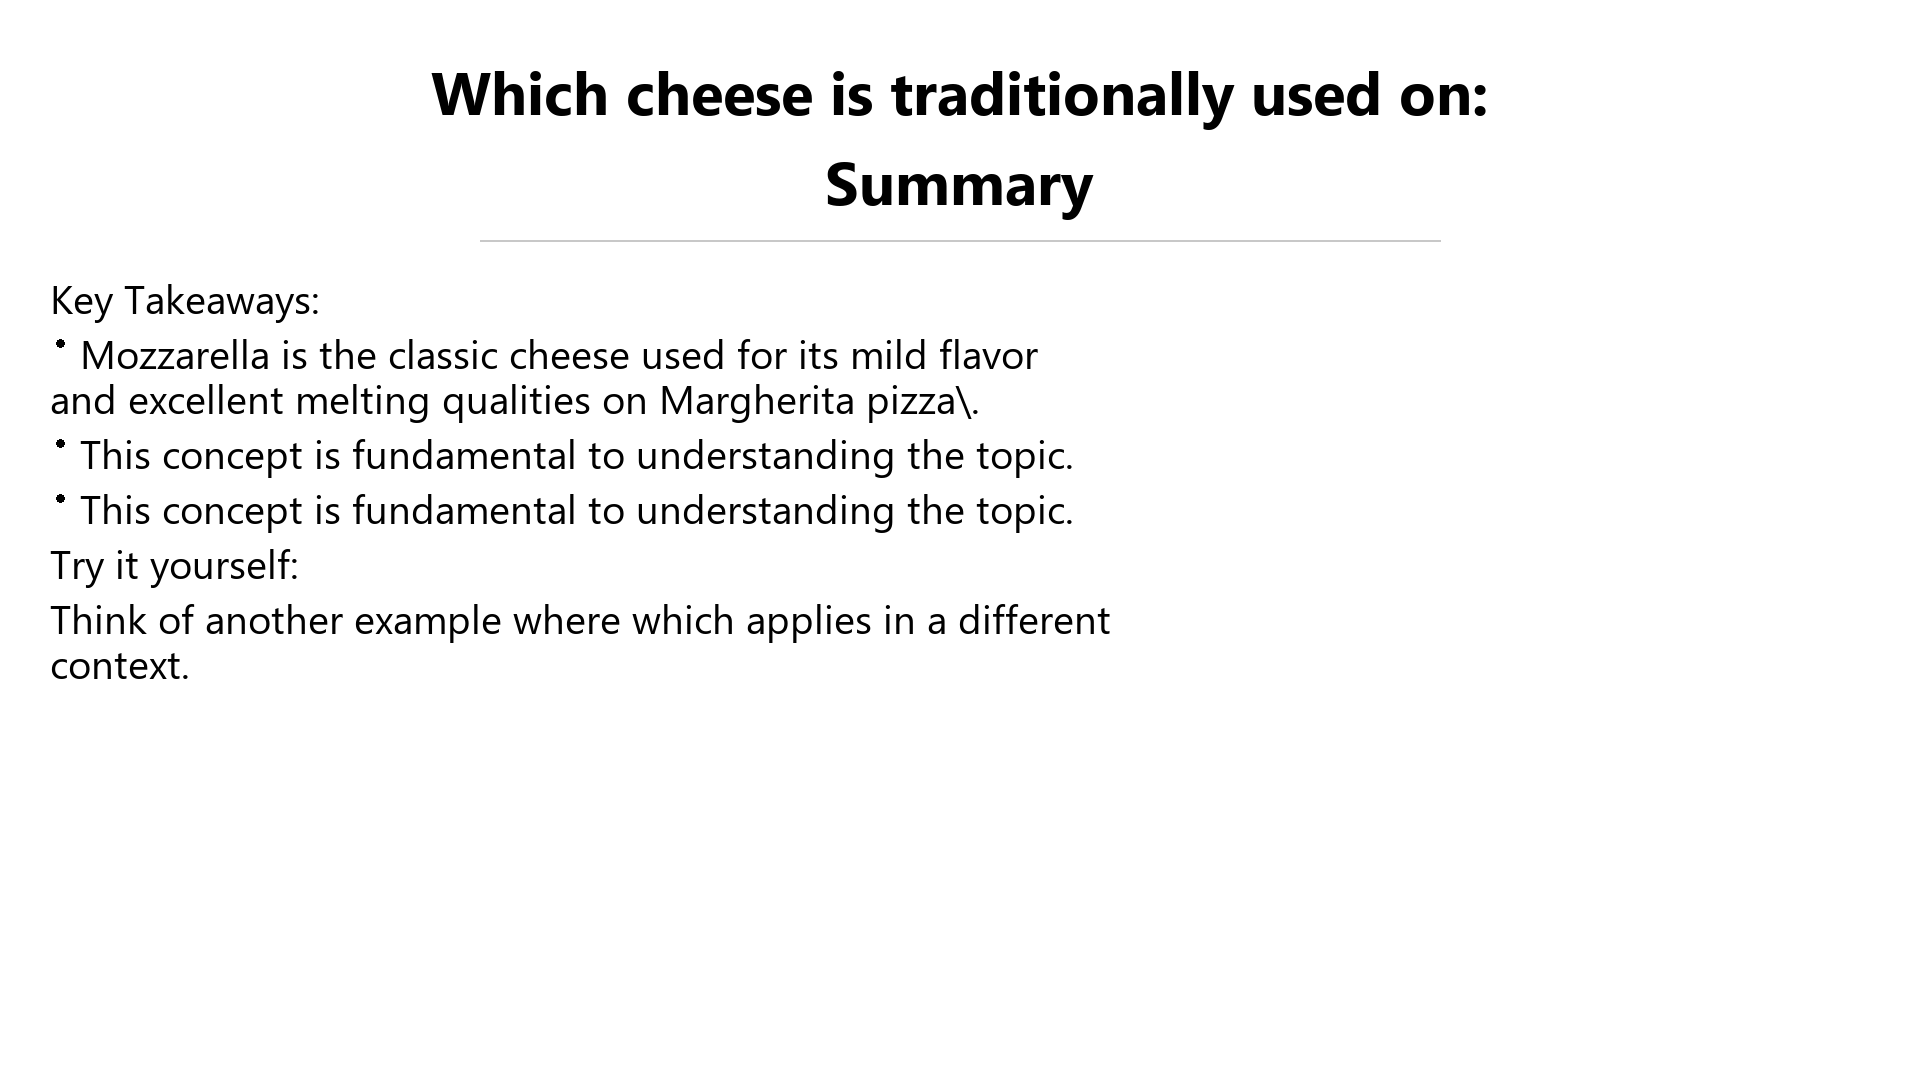 Which cheese is traditionally used on:
Summary
Key Takeaways:
• Mozzarella is the classic cheese used for its mild flavor
and excellent melting qualities on Margherita pizza\.
• This concept is fundamental to understanding the topic.
• This concept is fundamental to understanding the topic.
Try it yourself:
Think of another example where which applies in a different
context.